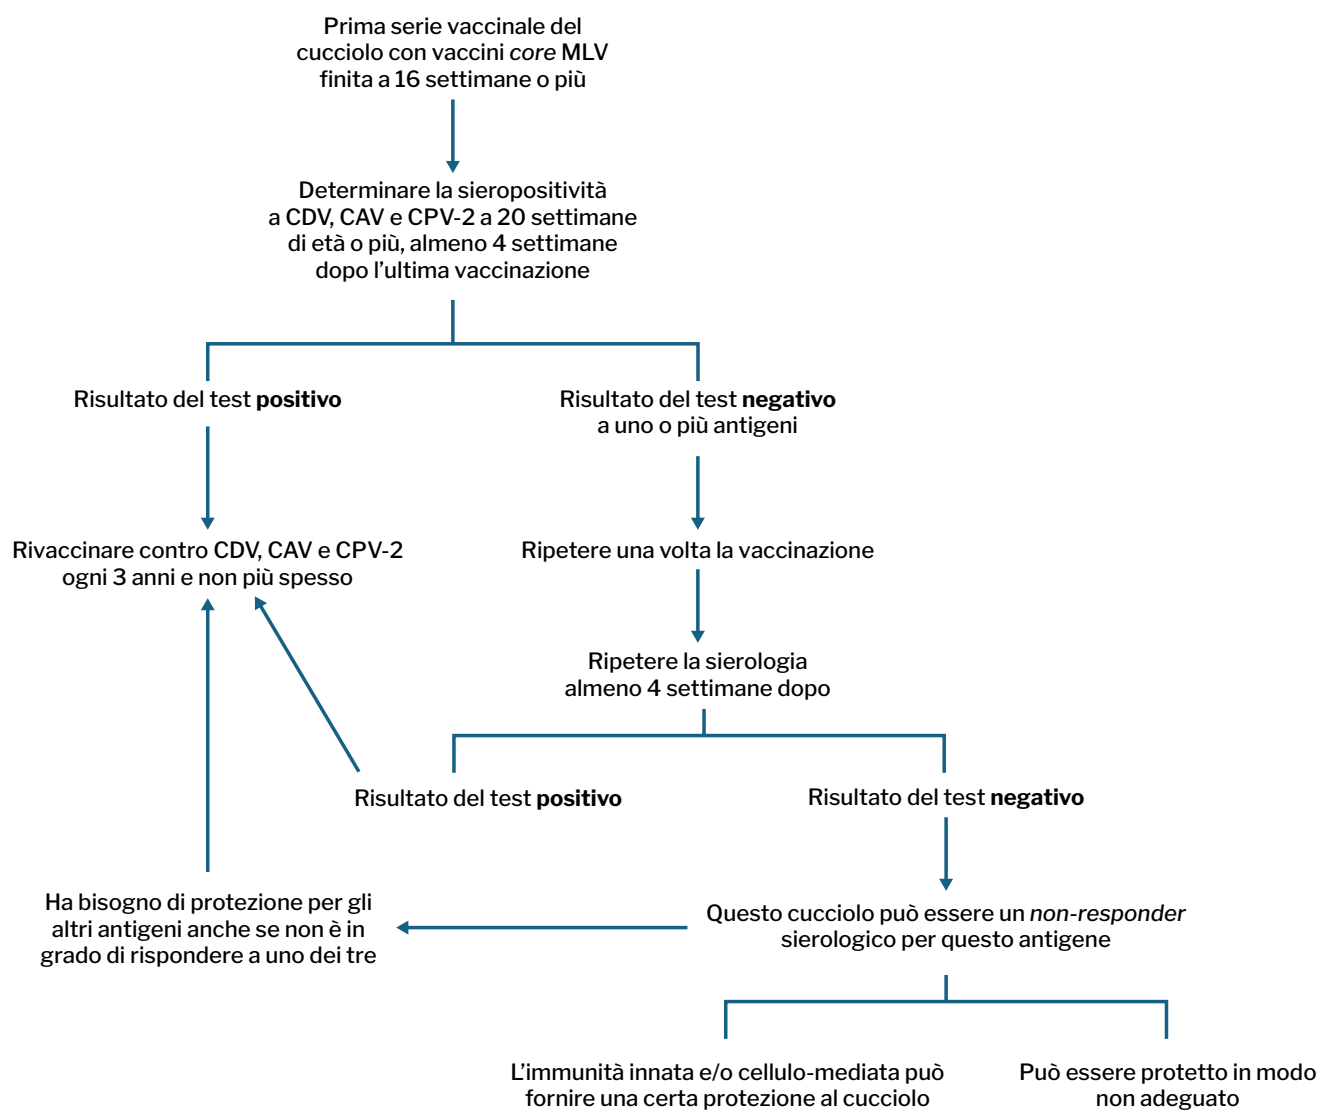 Prima serie vaccinale del
cucciolo con vaccini core MLV
finita a 16 settimane o più
Determinare la sieropositività
a CDV, CAV e CPV-2 a 20 settimane
di età o più, almeno 4 settimane
dopo l’ultima vaccinazione
Risultato del test positivo
Risultato del test negativo
a uno o più antigeni
Rivaccinare contro CDV, CAV e CPV-2
ogni 3 anni e non più spesso
Ripetere una volta la vaccinazione
Ripetere la sierologia
almeno 4 settimane dopo
Risultato del test positivo
Risultato del test negativo
Ha bisogno di protezione per gli
altri antigeni anche se non è in
grado di rispondere a uno dei tre
Questo cucciolo può essere un non-responder
sierologico per questo antigene
L’immunità innata e/o cellulo-mediata può
fornire una certa protezione al cucciolo
Può essere protetto in modo
non adeguato